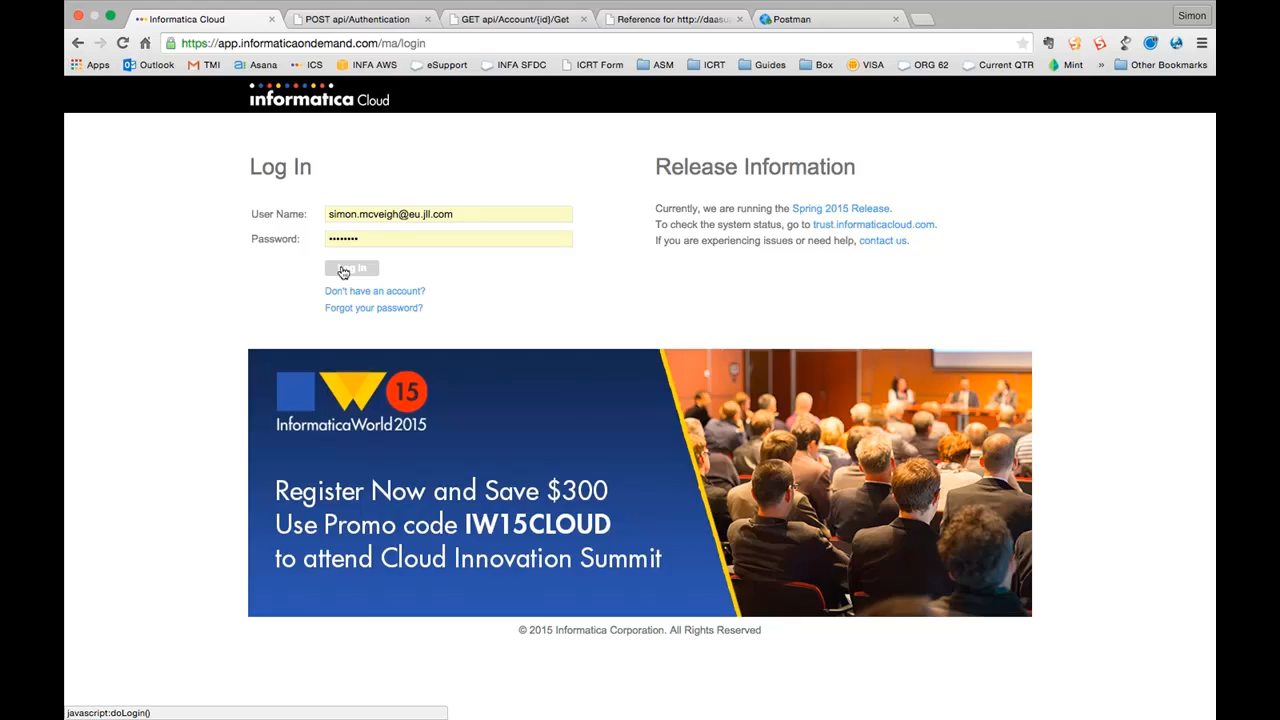 Informatica Cloud
POST api/Authentication
GET api/Account/{id}/Get
Reference for http://daasu
Postman
Simon
https://app.informaticaondemand.com/ma/login
Apps
Outlook
TMI
Asana
ICS
INFA AWS
eSupport
INFA SFDC
ICRT Form
ASM
ICRT
Guides
Box
VISA
ORG 62
Current QTR
Mint
»
Other Bookmarks
informatica Cloud
Log In
User Name:
simon.mcveigh@eu.jll.com
Password:
••••••••
Don't have an account?
Forgot your password?
Release Information
Currently, we are running the Spring 2015 Release.
To check the system status, go to trust.informaticacloud.com.
If you are experiencing issues or need help, contact us.
15
InformaticaWorld2015
Register Now and Save $300
Use Promo code IW15CLOUD
to attend Cloud Innovation Summit
© 2015 Informatica Corporation. All Rights Reserved
javascript:doLogin()